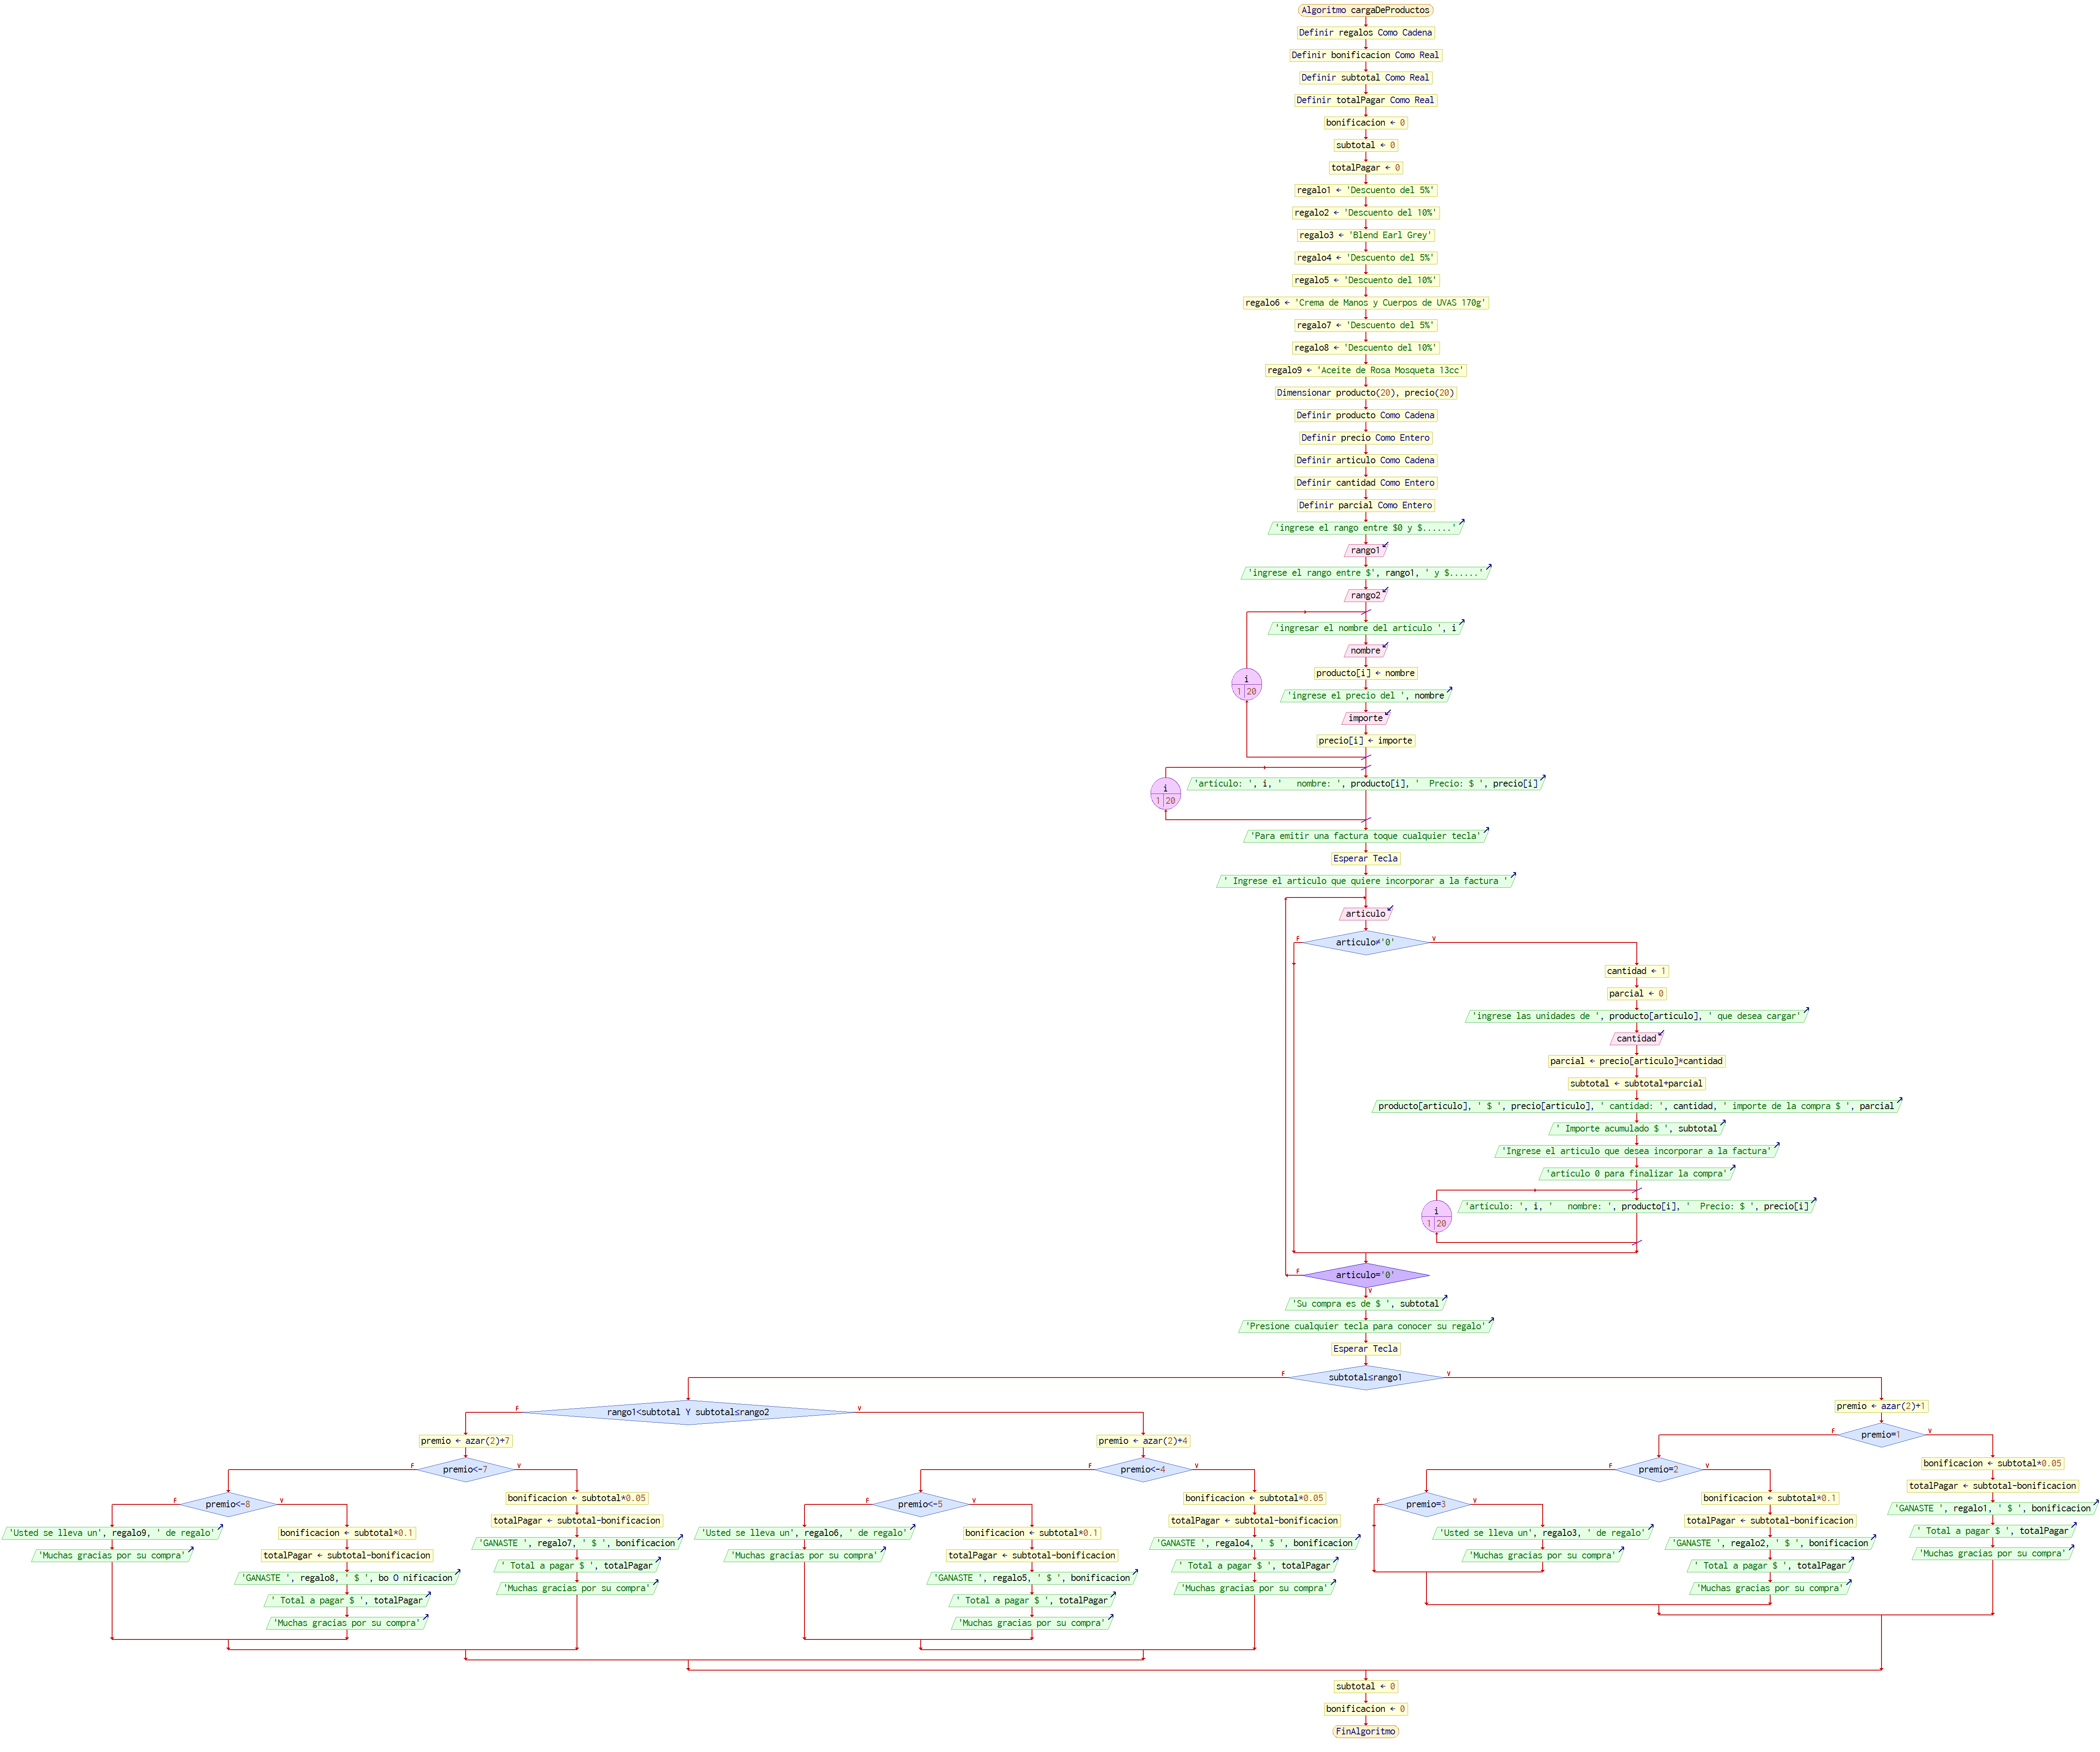 Algoritmo cargaDeProductos
Definir regalos Como Cadena
Definir bonificacion Como Real
Definir subtotal Como Real
Definir totalPagar Como Real
bonificacion ← 0
subtotal ← 0
totalPagar ← 0
regalo1 ← 'Descuento del 5%'
regalo2 ← 'Descuento del 10%'
regalo3 ← 'Blend Earl Grey'
regalo4 ← 'Descuento del 5%'
regalo5 ← 'Descuento del 10%'
regalo6 ← 'Crema de Manos y Cuerpos de UVAS 170g'
regalo7 ← 'Descuento del 5%'
regalo8 ← 'Descuento del 10%'
regalo9 ← 'Aceite de Rosa Mosqueta 13cc'
Dimensionar producto(20), precio(20)
Definir producto Como Cadena
Definir precio Como Entero
Definir articulo Como Cadena
Definir cantidad Como Entero
Definir parcial Como Entero
'ingrese el rango entre $0 y $......'
rango1
'ingrese el rango entre $', rango1, ' y $......'
rango2
i
1 20
'ingresar el nombre del articulo ', i
nombre
producto[i] ← nombre
'ingrese el precio del ', nombre
importe
precio[i] ← importe
i
1 20
'artículo: ', i, '   nombre: ', producto[i], '  Precio: $ ', precio[i]
'Para emitir una factura toque cualquier tecla'
Esperar Tecla
' Ingrese el articulo que quiere incorporar a la factura '
articulo
articulo≠'0'
F
V
cantidad ← 1
parcial ← 0
'ingrese las unidades de ', producto[articulo], ' que desea cargar'
cantidad
parcial ← precio[articulo]*cantidad
subtotal ← subtotal+parcial
producto[articulo], ' $ ', precio[articulo], ' cantidad: ', cantidad, ' importe de la compra $ ', parcial
' Importe acumulado $ ', subtotal
'Ingrese el articulo que desea incorporar a la factura'
'artículo 0 para finalizar la compra'
i
1 20
'artículo: ', i, '   nombre: ', producto[i], '  Precio: $ ', precio[i]
articulo='0'
F
V
'Su compra es de $ ', subtotal
'Presione cualquier tecla para conocer su regalo'
Esperar Tecla
subtotal≤rango1
F
V
rango1<subtotal Y subtotal≤rango2
F
V
premio ← azar(2)+7
premio<-7
F
V
premio<-8
F
V
'Usted se lleva un', regalo9, ' de regalo'
'Muchas gracias por su compra'
bonificacion ← subtotal*0.1
totalPagar ← subtotal-bonificacion
'GANASTE ', regalo8, ' $ ', bo O nificacion
' Total a pagar $ ', totalPagar
'Muchas gracias por su compra'
bonificacion ← subtotal*0.05
totalPagar ← subtotal-bonificacion
'GANASTE ', regalo7, ' $ ', bonificacion
' Total a pagar $ ', totalPagar
'Muchas gracias por su compra'
premio ← azar(2)+4
premio<-4
F
V
premio<-5
F
V
'Usted se lleva un', regalo6, ' de regalo'
'Muchas gracias por su compra'
bonificacion ← subtotal*0.1
totalPagar ← subtotal-bonificacion
'GANASTE ', regalo5, ' $ ', bonificacion
' Total a pagar $ ', totalPagar
'Muchas gracias por su compra'
bonificacion ← subtotal*0.05
totalPagar ← subtotal-bonificacion
'GANASTE ', regalo4, ' $ ', bonificacion
' Total a pagar $ ', totalPagar
'Muchas gracias por su compra'
premio ← azar(2)+1
premio=1
F
V
premio=2
F
V
premio=3
F
V
'Usted se lleva un', regalo3, ' de regalo'
'Muchas gracias por su compra'
bonificacion ← subtotal*0.1
totalPagar ← subtotal-bonificacion
'GANASTE ', regalo2, ' $ ', bonificacion
' Total a pagar $ ', totalPagar
'Muchas gracias por su compra'
bonificacion ← subtotal*0.05
totalPagar ← subtotal-bonificacion
'GANASTE ', regalo1, ' $ ', bonificacion
' Total a pagar $ ', totalPagar
'Muchas gracias por su compra'
subtotal ← 0
bonificacion ← 0
FinAlgoritmo